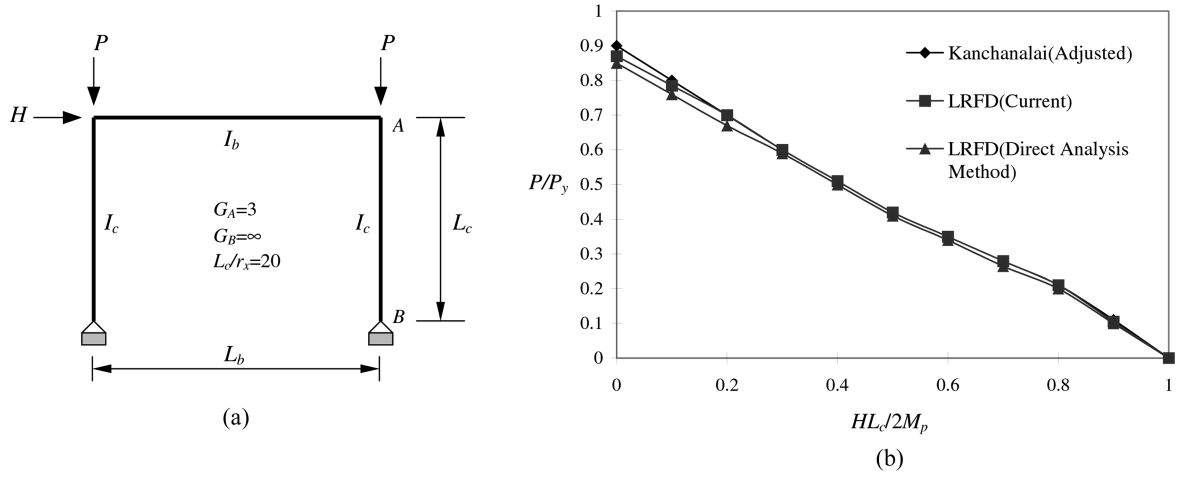 P
P
H
A
I_b
G_A=3
G_B=∞
L_c/r_x=20
I_c
I_c
L_c
B
L_b
(a)
1
0.9
0.8
0.7
0.6
0.5
0.4
0.3
0.2
0.1
0
P/P_y
Kanchanalai(Adjusted)
LRFD(Current)
LRFD(Direct Analysis
Method)
0 0.2 0.4 0.6 0.8 1
HL_c/2M_p
(b)